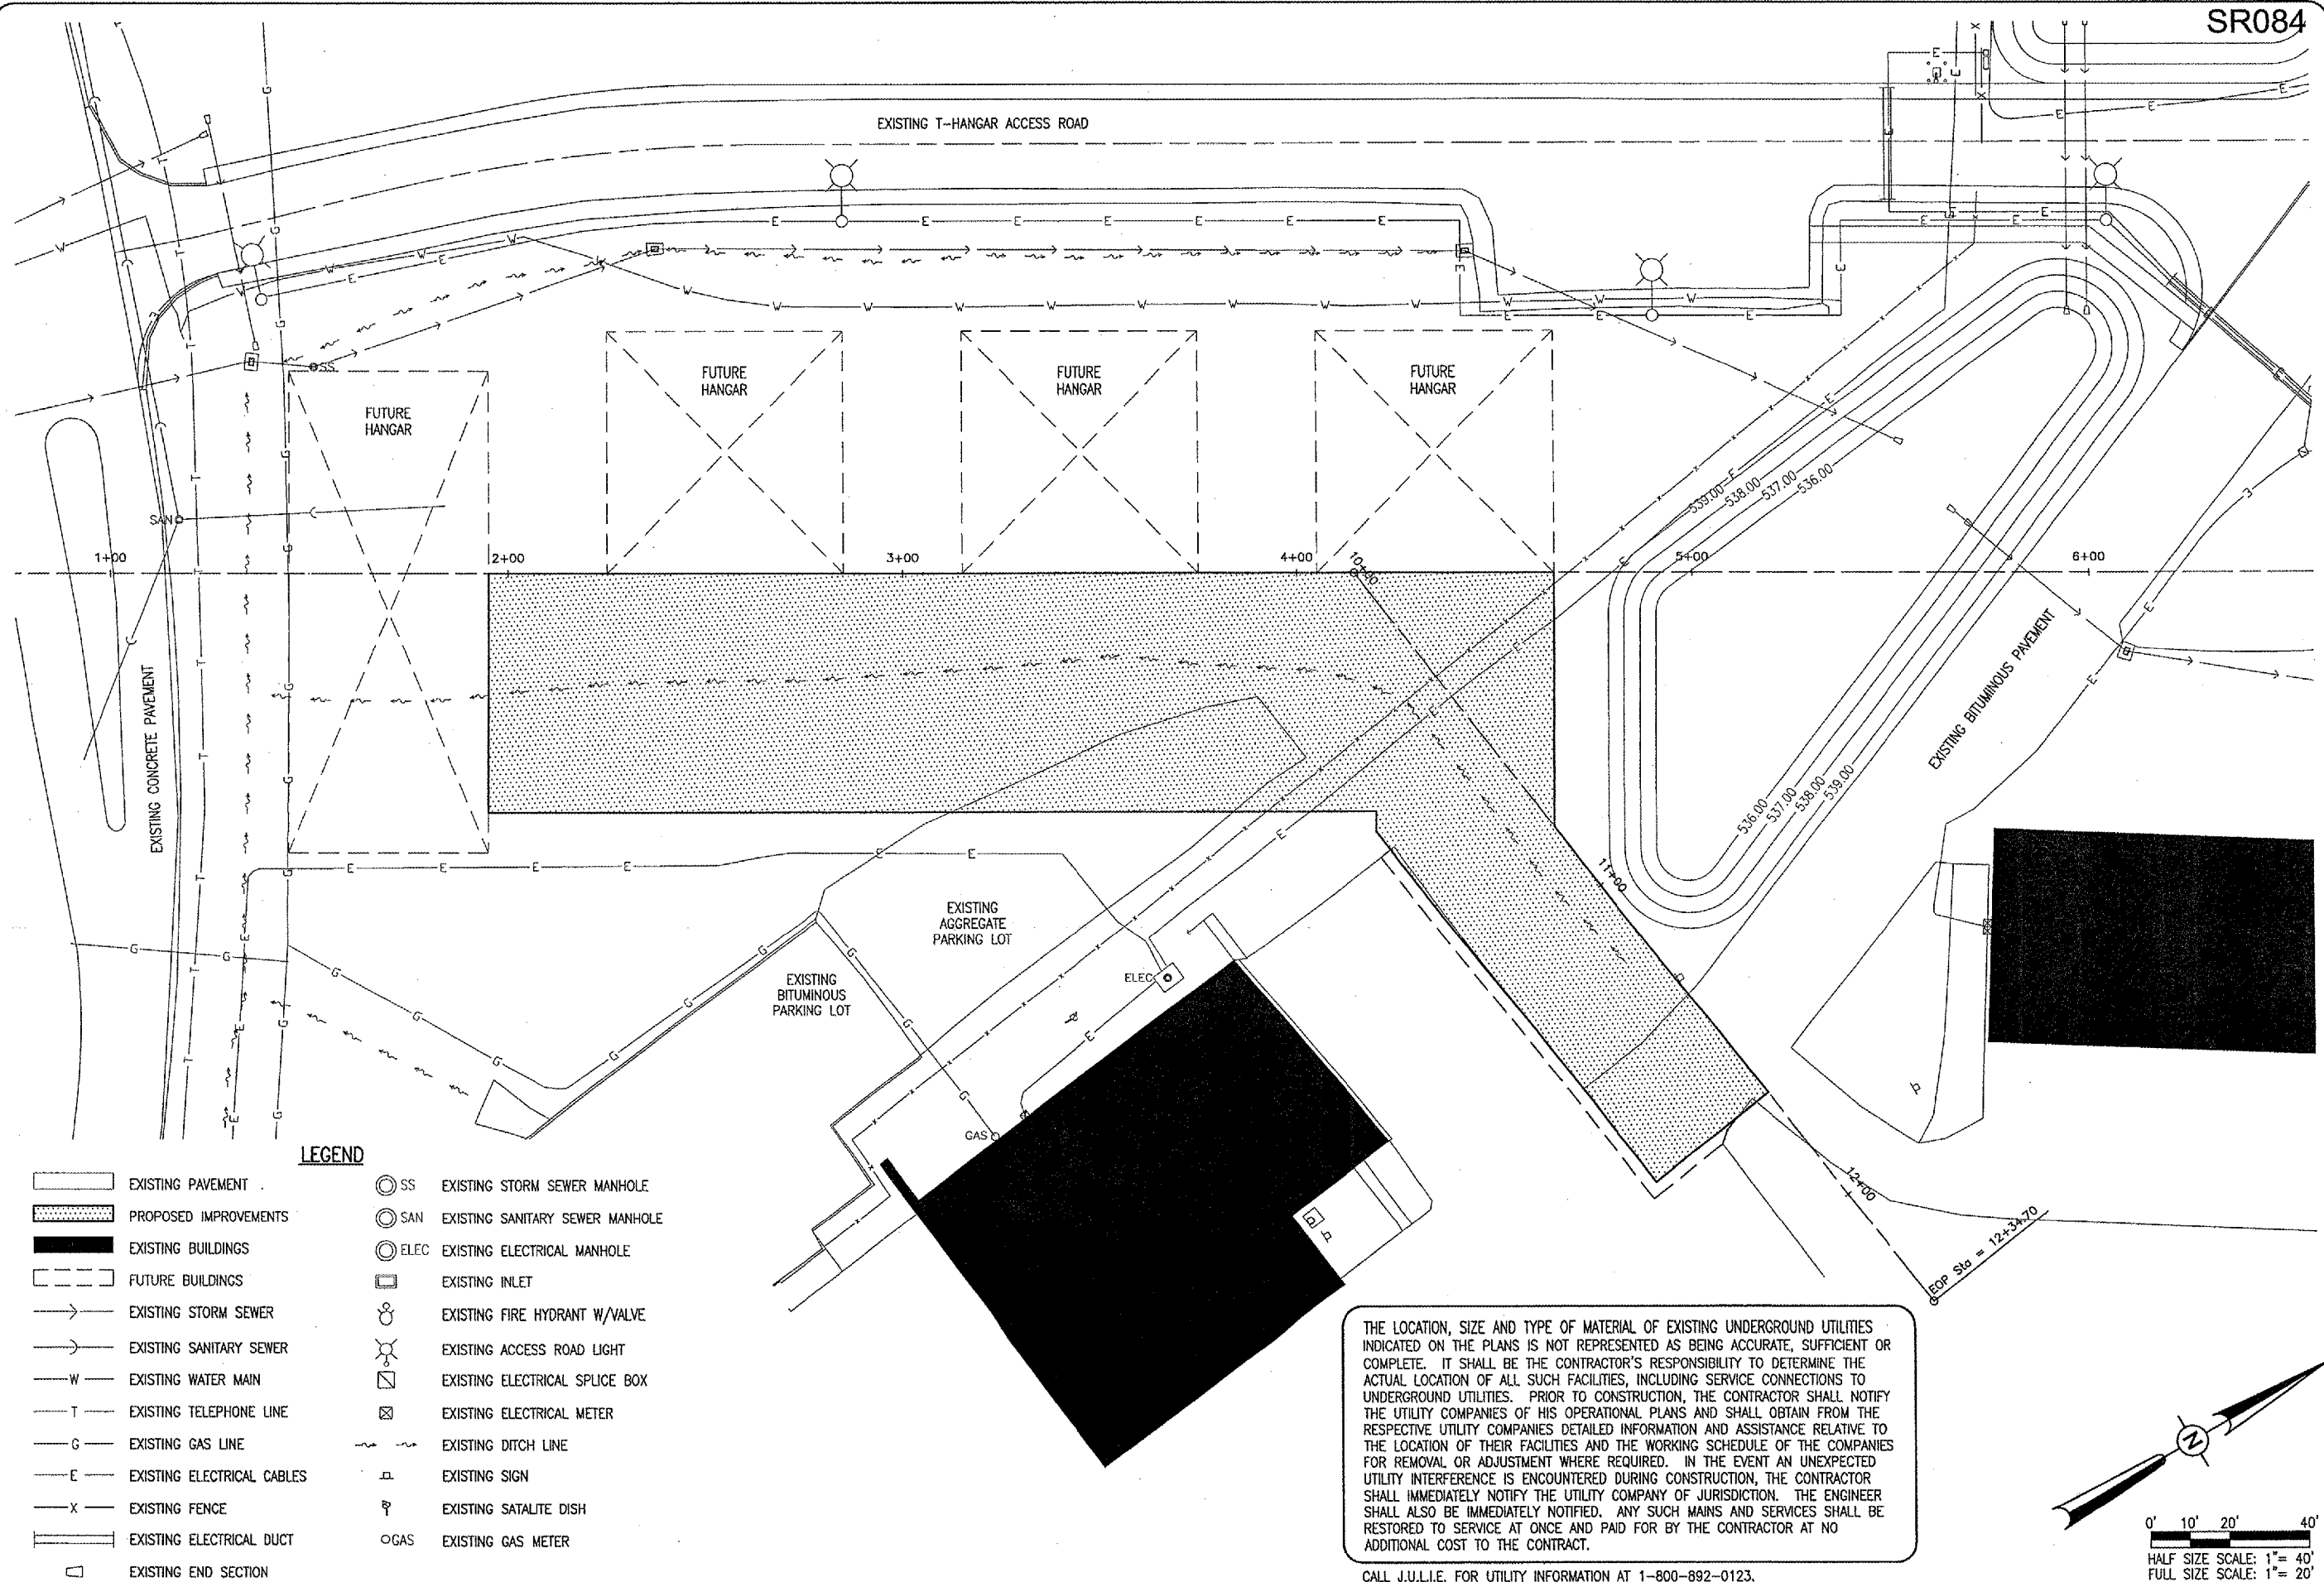 SR084
EXISTING T-HANGAR ACCESS ROAD
FUTURE
HANGAR
FUTURE
HANGAR
FUTURE
HANGAR
FUTURE
HANGAR
SS
SAN
539.00
538.00
537.00
536.00
1+00
2+00
3+00
4+00
10+00
5+00
6+00
EXISTING CONCRETE PAVEMENT
EXISTING BITUMINOUS PAVEMENT
536.00
537.00
538.00
539.00
11+00
EXISTING
AGGREGATE
PARKING LOT
EXISTING
BITUMINOUS
PARKING LOT
ELEC
GAS
12+00
EOP Sta = 12+34.70
LEGEND
EXISTING PAVEMENT
PROPOSED IMPROVEMENTS
EXISTING BUILDINGS
FUTURE BUILDINGS
EXISTING STORM SEWER
EXISTING SANITARY SEWER
W EXISTING WATER MAIN
T EXISTING TELEPHONE LINE
G EXISTING GAS LINE
E EXISTING ELECTRICAL CABLES
X EXISTING FENCE
EXISTING ELECTRICAL DUCT
EXISTING END SECTION
SS EXISTING STORM SEWER MANHOLE
SAN EXISTING SANITARY SEWER MANHOLE
ELEC EXISTING ELECTRICAL MANHOLE
EXISTING INLET
EXISTING FIRE HYDRANT W/VALVE
EXISTING ACCESS ROAD LIGHT
EXISTING ELECTRICAL SPLICE BOX
EXISTING ELECTRICAL METER
EXISTING DITCH LINE
EXISTING SIGN
EXISTING SATALITE DISH
GAS EXISTING GAS METER
THE LOCATION, SIZE AND TYPE OF MATERIAL OF EXISTING UNDERGROUND UTILITIES
INDICATED ON THE PLANS IS NOT REPRESENTED AS BEING ACCURATE, SUFFICIENT OR
COMPLETE. IT SHALL BE THE CONTRACTOR'S RESPONSIBILITY TO DETERMINE THE
ACTUAL LOCATION OF ALL SUCH FACILITIES, INCLUDING SERVICE CONNECTIONS TO
UNDERGROUND UTILITIES. PRIOR TO CONSTRUCTION, THE CONTRACTOR SHALL NOTIFY
THE UTILITY COMPANIES OF HIS OPERATIONAL PLANS AND SHALL OBTAIN FROM THE
RESPECTIVE UTILITY COMPANIES DETAILED INFORMATION AND ASSISTANCE RELATIVE TO
THE LOCATION OF THEIR FACILITIES AND THE WORKING SCHEDULE OF THE COMPANIES
FOR REMOVAL OR ADJUSTMENT WHERE REQUIRED. IN THE EVENT AN UNEXPECTED
UTILITY INTERFERENCE IS ENCOUNTERED DURING CONSTRUCTION, THE CONTRACTOR
SHALL IMMEDIATELY NOTIFY THE UTILITY COMPANY OF JURISDICTION. THE ENGINEER
SHALL ALSO BE IMMEDIATELY NOTIFIED. ANY SUCH MAINS AND SERVICES SHALL BE
RESTORED TO SERVICE AT ONCE AND PAID FOR BY THE CONTRACTOR AT NO
ADDITIONAL COST TO THE CONTRACT.
CALL J.U.L.I.E. FOR UTILITY INFORMATION AT 1-800-892-0123.
N
0' 10' 20' 40'
HALF SIZE SCALE: 1"= 40'
FULL SIZE SCALE: 1"= 20'